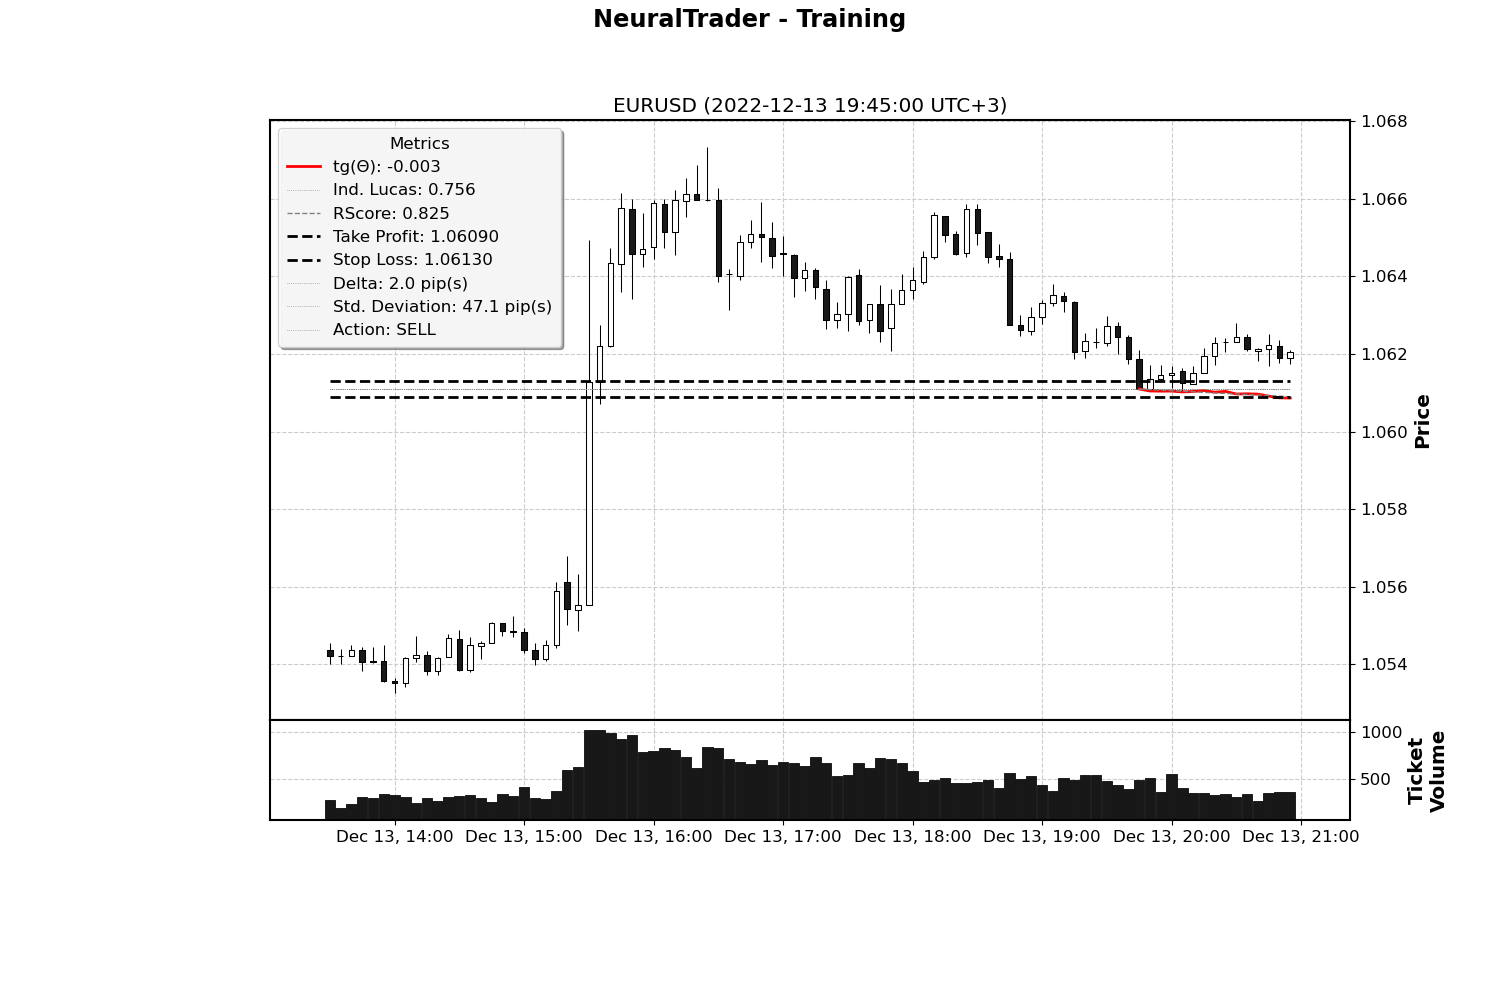 NeuralTrader - Training
EURUSD (2022-12-13 19:45:00 UTC+3)
Metrics
tg(Θ): -0.003
Ind. Lucas: 0.756
RScore: 0.825
Take Profit: 1.06090
Stop Loss: 1.06130
Delta: 2.0 pip(s)
Std. Deviation: 47.1 pip(s)
Action: SELL
1.068
1.066
1.064
1.062
1.060
1.058
1.056
1.054
Price
1000
500
Ticket
Volume
Dec 13, 14:00
Dec 13, 15:00
Dec 13, 16:00
Dec 13, 17:00
Dec 13, 18:00
Dec 13, 19:00
Dec 13, 20:00
Dec 13, 21:00